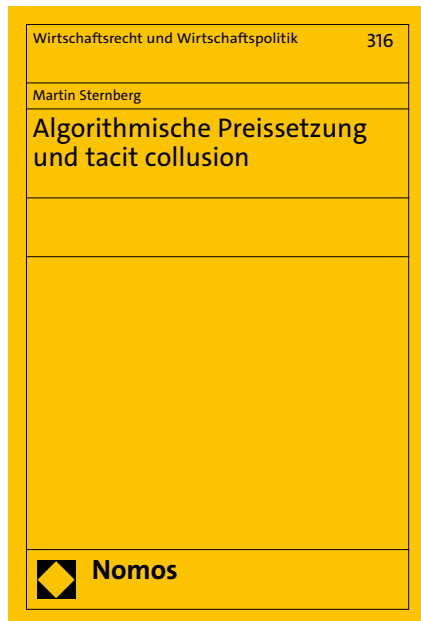 Wirtschaftsrecht und Wirtschaftspolitik 316
Martin Sternberg
Algorithmische Preissetzung
und tacit collusion
Nomos